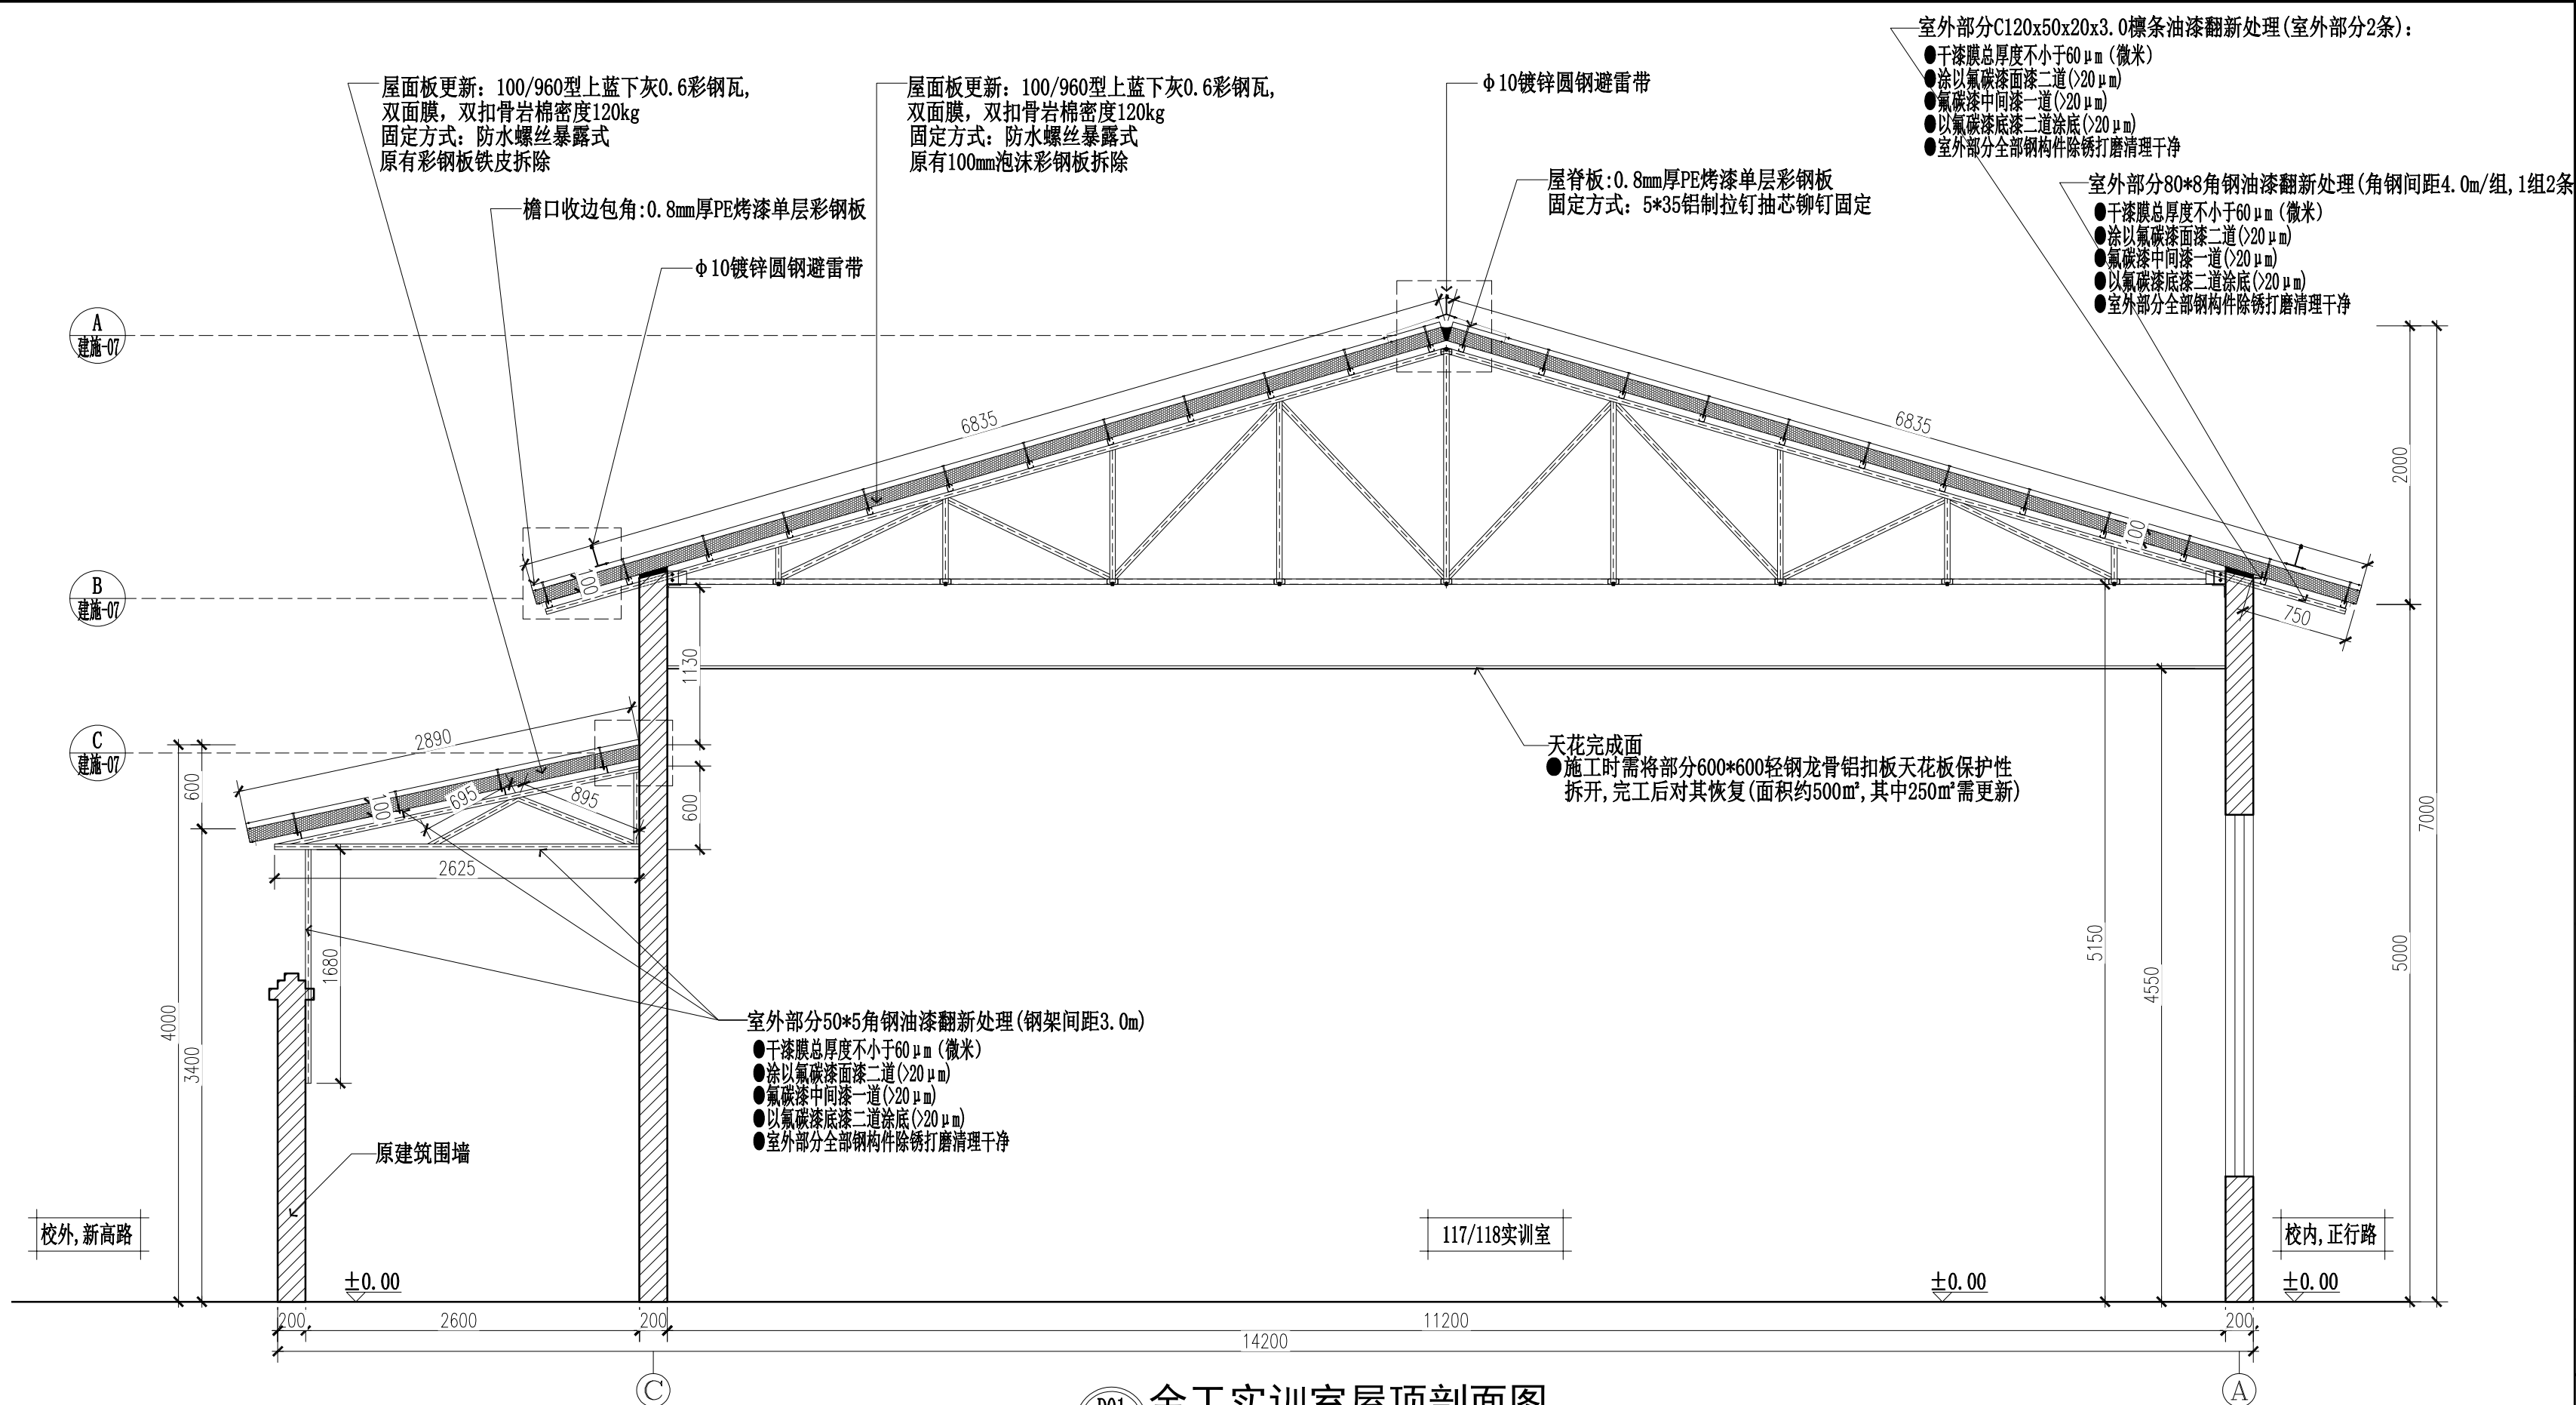 室外部分C120x50x20x3.0檩条油漆翻新处理(室外部分2条):
●干漆膜总厚度不小于60μm（微米）
●涂以氟碳漆面漆二道(>20μm)
●氟碳漆中间漆一道(>20μm)
●以氟碳漆底漆二道涂底(>20μm)
●室外部分全部钢构件除锈打磨清理干净
屋面板更新: 100/960型上蓝下灰0.6彩钢瓦,
双面膜，双扣骨岩棉密度120kg
固定方式: 防水螺丝暴露式
原有彩钢板铁皮拆除
屋面板更新: 100/960型上蓝下灰0.6彩钢瓦,
双面膜，双扣骨岩棉密度120kg
固定方式: 防水螺丝暴露式
原有100mm泡沫彩钢板拆除
φ10镀锌圆钢避雷带
屋脊板:0.8mm厚PE烤漆单层彩钢板
固定方式: 5*35铝制拉钉抽芯铆钉固定
室外部分80*8角钢油漆翻新处理(角钢间距4.0m/组,1组2条
●干漆膜总厚度不小于60μm（微米）
●涂以氟碳漆面漆二道(>20μm)
●氟碳漆中间漆一道(>20μm)
●以氟碳漆底漆二道涂底(>20μm)
●室外部分全部钢构件除锈打磨清理干净
檐口收边包角:0.8mm厚PE烤漆单层彩钢板
φ10镀锌圆钢避雷带
A
建施-07
6835
6835
2000
100
100
B
建施-07
750
1130
C
建施-07
2890
600
100
695
895
600
2625
7000
天花完成面
●施工时需将部分600*600轻钢龙骨铝扣板天花板保护性
拆开,完工后对其恢复(面积约500㎡,其中250㎡需更新)
1680
4000
3400
5150
4550
5000
室外部分50*5角钢油漆翻新处理(钢架间距3.0m)
●干漆膜总厚度不小于60μm（微米）
●涂以氟碳漆面漆二道(>20μm)
●氟碳漆中间漆一道(>20μm)
●以氟碳漆底漆二道涂底(>20μm)
●室外部分全部钢构件除锈打磨清理干净
原建筑围墙
校外,新高路
117/118实训室
校内,正行路
±0.00
±0.00
±0.00
200
2600
200
11200
200
14200
C
A
D01
金工实训室屋顶剖面图